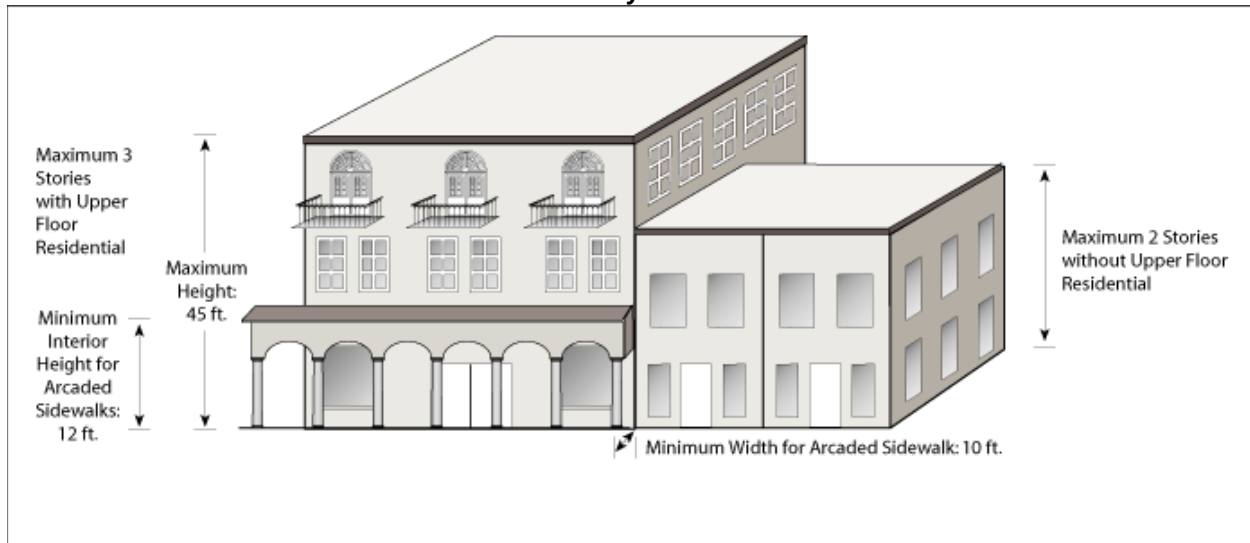 Maximum 3
Stories
with Upper
Floor
Residential
Maximum
Height:
45 ft.
Minimum
Interior
Height for
Arcaded
Sidewalks:
12 ft.
Maximum 2 Stories
without Upper Floor
Residential
Minimum Width for Arcaded Sidewalk: 10 ft.